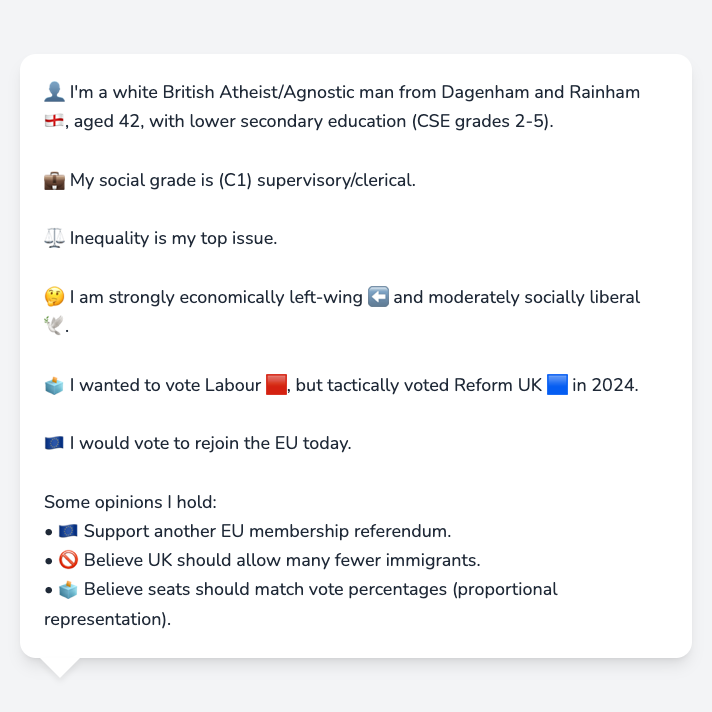 👤 I'm a white British Atheist/Agnostic man from Dagenham and Rainham
🏴󠁧󠁢󠁥󠁮󠁧󠁿, aged 42, with lower secondary education (CSE grades 2-5).
💼 My social grade is (C1) supervisory/clerical.
⚖️ Inequality is my top issue.
🤔 I am strongly economically left-wing ⬅️ and moderately socially liberal
🕊️.
🗳️ I wanted to vote Labour 🟥, but tactically voted Reform UK 🟦 in 2024.
🇪🇺 I would vote to rejoin the EU today.
Some opinions I hold:
• 🇪🇺 Support another EU membership referendum.
• 🚫 Believe UK should allow many fewer immigrants.
• 🗳️ Believe seats should match vote percentages (proportional
representation).